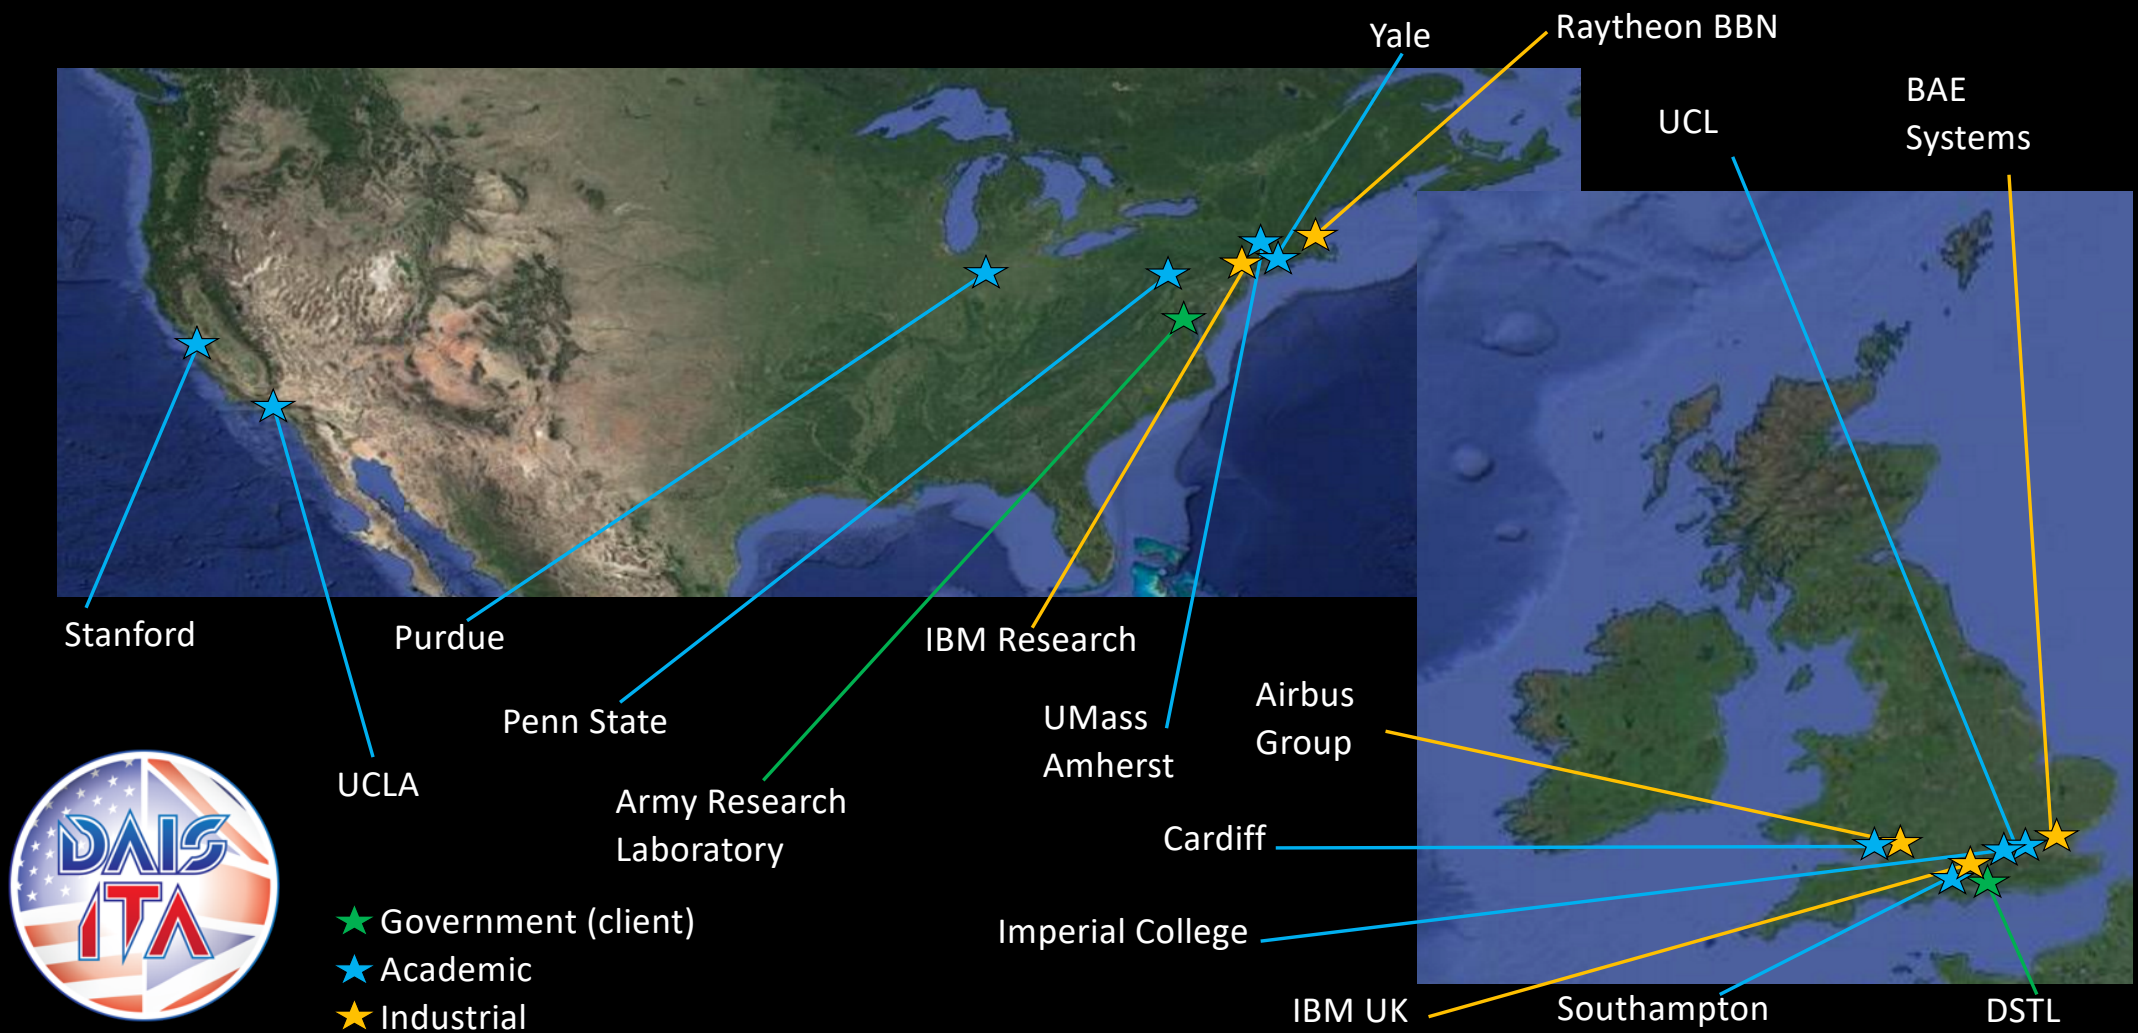 Yale
Raytheon BBN
UCL
BAE
Systems
Stanford
Purdue
IBM Research
Penn State
UMass
Amherst
Airbus
Group
UCLA
Army Research
Laboratory
Cardiff
Imperial College
IBM UK
Southampton
DSTL
DAIS
ITA
Government (client)
Academic
Industrial